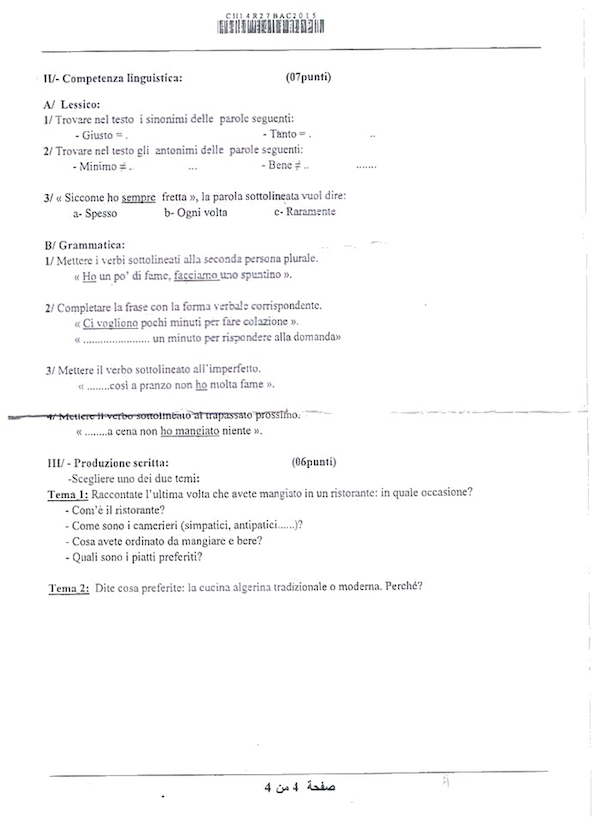 CH14R27BAC2015
II/- Competenza linguistica: (07punti)
A/ Lessico:
1/ Trovare nel testo i sinonimi delle parole seguenti:
- Giusto = . - Tanto = . ..
2/ Trovare nel testo gli antonimi delle parole seguenti:
- Minimo ≠ .. ... - Bene ≠ .. .......
3/ « Siccome ho sempre fretta », la parola sottolineata vuol dire:
a- Spesso b- Ogni volta c- Raramente
B/ Grammatica:
1/ Mettere i verbi sottolineati alla seconda persona plurale.
« Ho un po' di fame, facciamo uno spuntino ».
2/ Completare la frase con la forma verbale corrispondente.
« Ci vogliono pochi minuti per fare colazione ».
« ....................... un minuto per rispondere alla domanda»
3/ Mettere il verbo sottolineato all'imperfetto.
« ........così a pranzo non ho molta fame ».
4/ Mettere il verbo sottolineato al trapassato prossimo.
« ........a cena non ho mangiato niente ».
III/ - Produzione scritta: (06punti)
-Scegliere uno dei due temi:
Tema 1: Raccontate l'ultima volta che avete mangiato in un ristorante: in quale occasione?
- Com'è il ristorante?
- Come sono i camerieri (simpatici, antipatici......)?
- Cosa avete ordinato da mangiare e bere?
- Quali sono i piatti preferiti?
Tema 2: Dite cosa preferite: la cucina algerina tradizionale o moderna. Perché?
صفحة 4 من 4